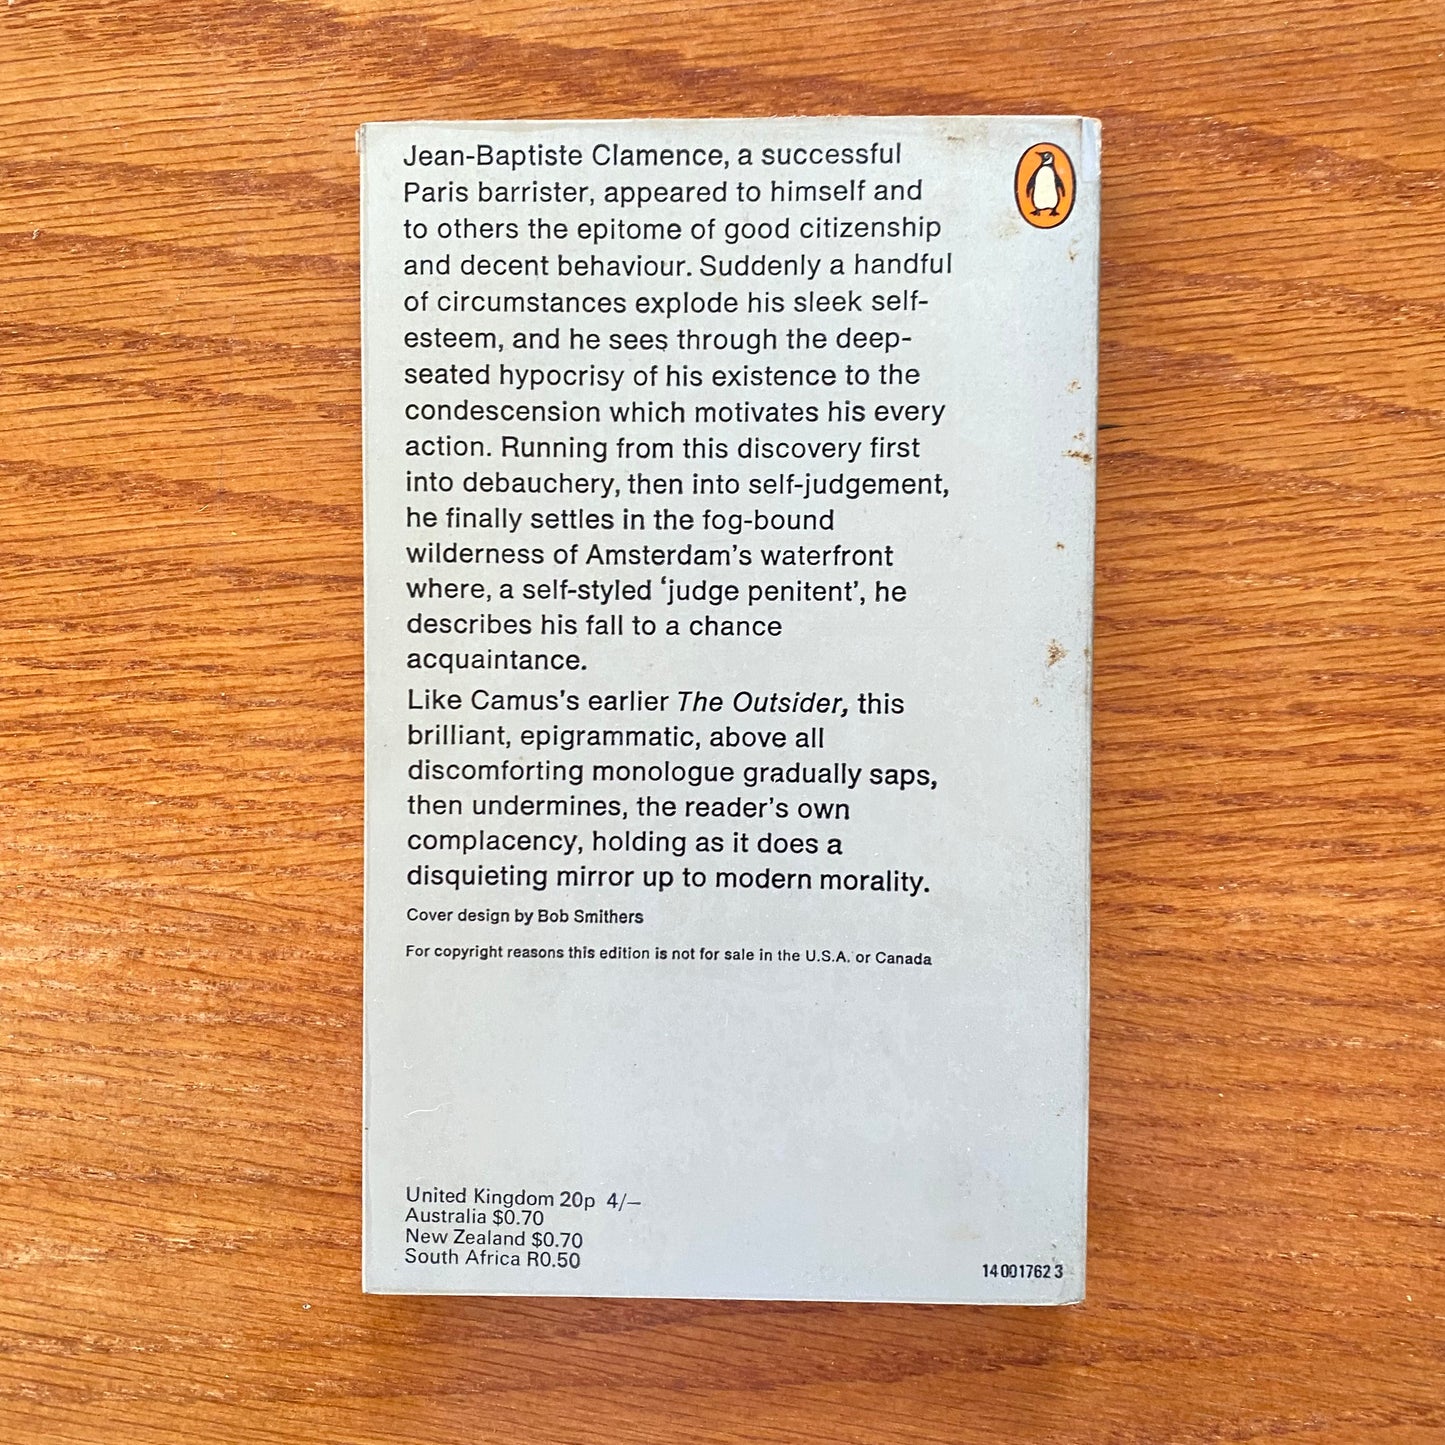 Jean-Baptiste Clamence, a successful
Paris barrister, appeared to himself and
to others the epitome of good citizenship
and decent behaviour. Suddenly a handful
of circumstances explode his sleek self-
esteem, and he sees through the deep-
seated hypocrisy of his existence to the
condescension which motivates his every
action. Running from this discovery first
into debauchery, then into self-judgement,
he finally settles in the fog-bound
wilderness of Amsterdam's waterfront
where, a self-styled ‘judge penitent’, he
describes his fall to a chance
acquaintance.
Like Camus's earlier The Outsider, this
brilliant, epigrammatic, above all
discomforting monologue gradually saps,
then undermines, the reader's own
complacency, holding as it does a
disquieting mirror up to modern morality.
Cover design by Bob Smithers
For copyright reasons this edition is not for sale in the U.S.A. or Canada
United Kingdom 20p 4/–
Australia $0.70
New Zealand $0.70
South Africa R0.50
14 001762 3